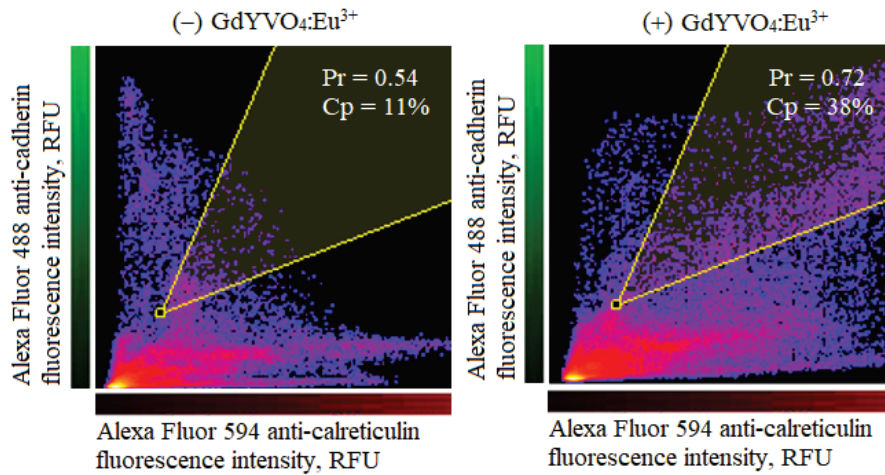 (–) GdYVO₄:Eu³⁺
Alexa Fluor 488 anti-cadherin
fluorescence intensity, RFU
Pr = 0.54
Cp = 11%
Alexa Fluor 594 anti-calreticulin
fluorescence intensity, RFU
(+) GdYVO₄:Eu³⁺
Alexa Fluor 488 anti-cadherin
fluorescence intensity, RFU
Pr = 0.72
Cp = 38%
Alexa Fluor 594 anti-calreticulin
fluorescence intensity, RFU